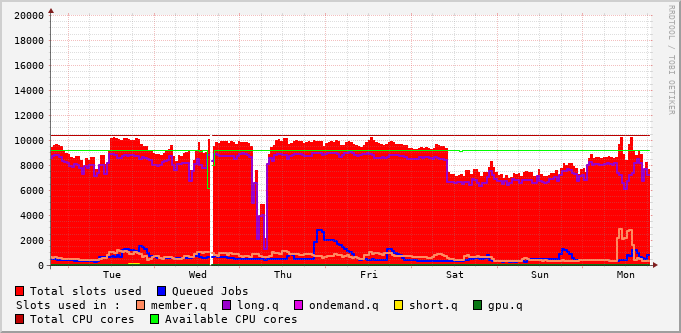 RRDTOOL / TOBI OETIKER
20000
18000
16000
14000
12000
10000
8000
6000
4000
2000
0
Tue Wed Thu Fri Sat Sun Mon
Total slots used Queued Jobs
Slots used in : member.q long.q ondemand.q short.q gpu.q
Total CPU cores Available CPU cores